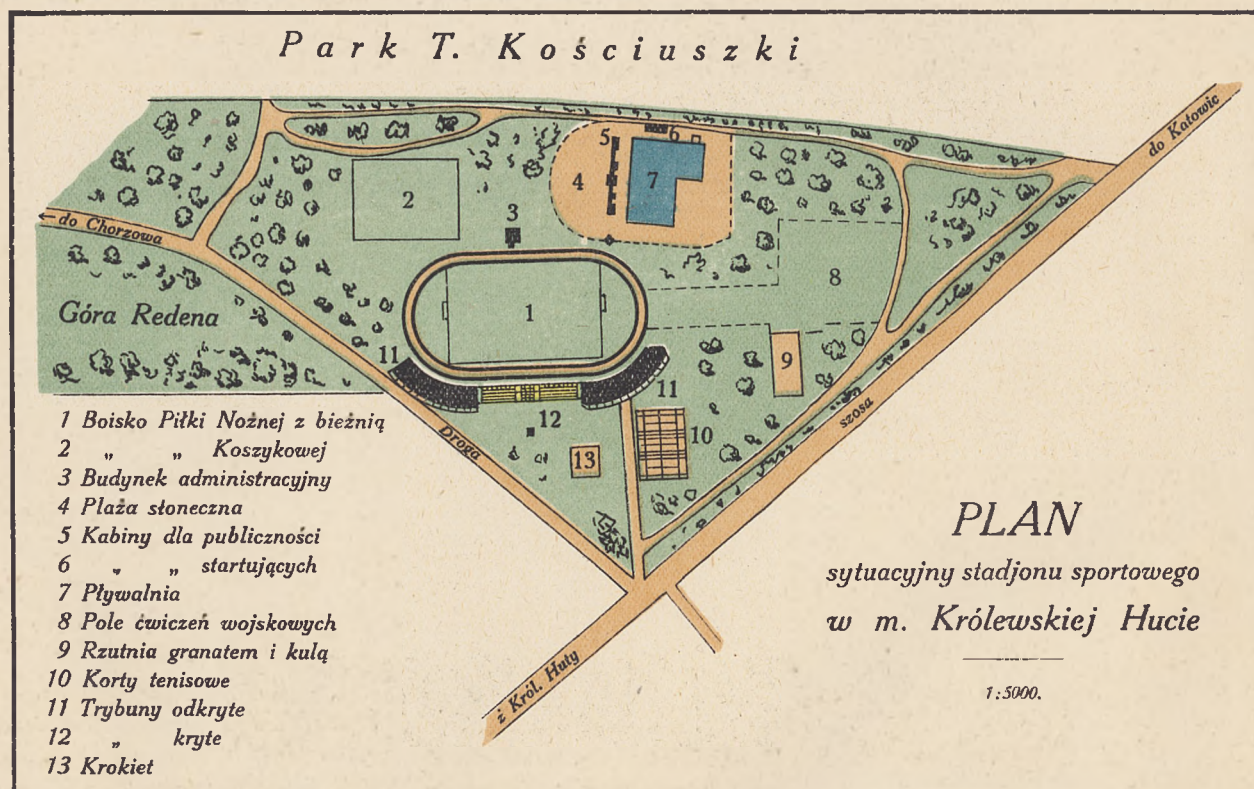 Park T. Kościuszki
do Katowic
5
6
4
7
2
3
← do Chorzowa
8
1
Góra Redena
11
9
11
12
szosa
10
Droga
13
ż Król. Huty
1 Boisko Piłki Nożnej z bieżnią
2 „ „ Koszykowej
3 Budynek administracyjny
4 Plaża słoneczna
5 Kabiny dla publiczności
6 „ „ startujących
7 Pływalnia
8 Pole ćwiczeń wojskowych
9 Rzutnia granatem i kulą
10 Korty tenisowe
11 Trybuny odkryte
12 „ kryte
13 Krokiet
PLAN
sytuacyjny stadjonu sportowego
w m. Królewskiej Hucie
1:5000.